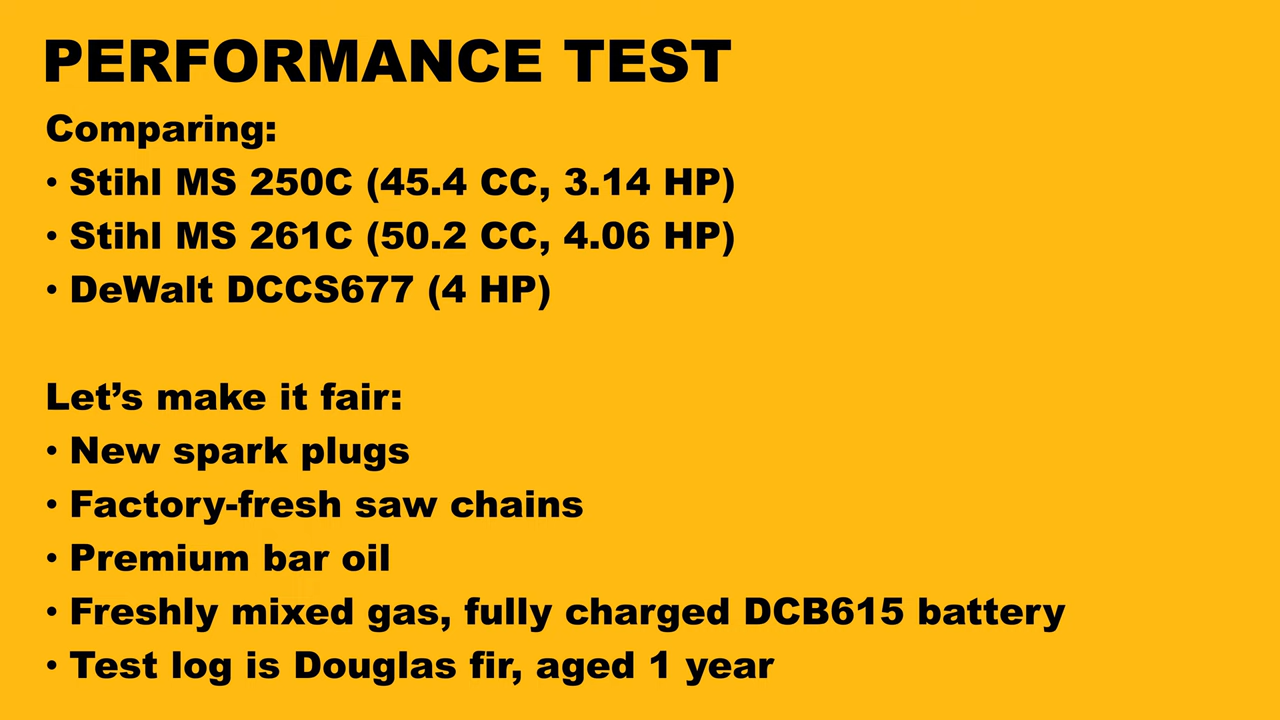 PERFORMANCE TEST
Comparing:
• Stihl MS 250C (45.4 CC, 3.14 HP)
• Stihl MS 261C (50.2 CC, 4.06 HP)
• DeWalt DCCS677 (4 HP)
Let’s make it fair:
• New spark plugs
• Factory-fresh saw chains
• Premium bar oil
• Freshly mixed gas, fully charged DCB615 battery
• Test log is Douglas fir, aged 1 year